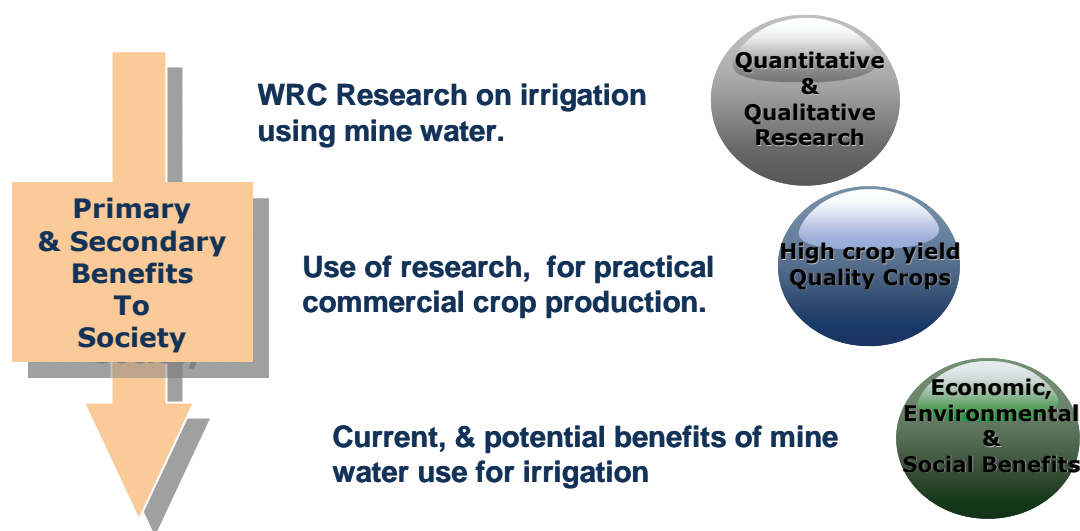 Primary
& Secondary
Benefits
To
Society
WRC Research on irrigation
using mine water.
Quantitative
&
Qualitative
Research
Use of research,  for practical
commercial crop production.
High crop yield
Quality Crops
Current, & potential benefits of mine
water use for irrigation
Economic,
Environmental
&
Social Benefits